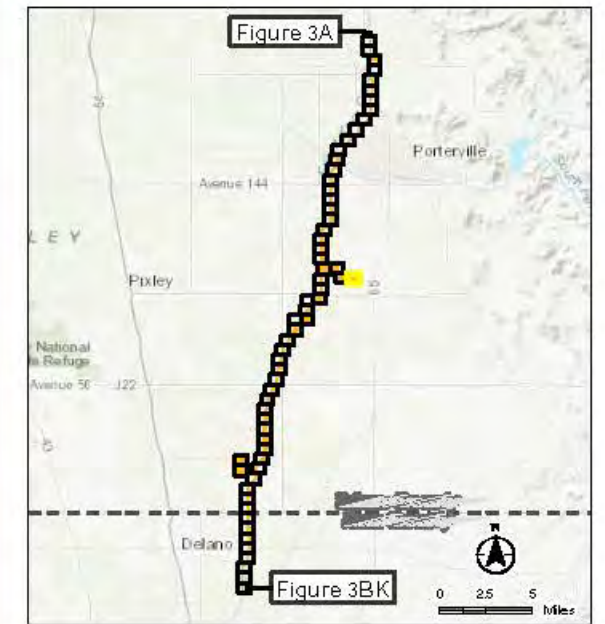 Figure 3A
Porterville
Avenue 144
L E Y
Pixley
65
National
Refuge
Avenue 56
J22
Delano
N
Figure 3BK
0 2.5 5
Miles